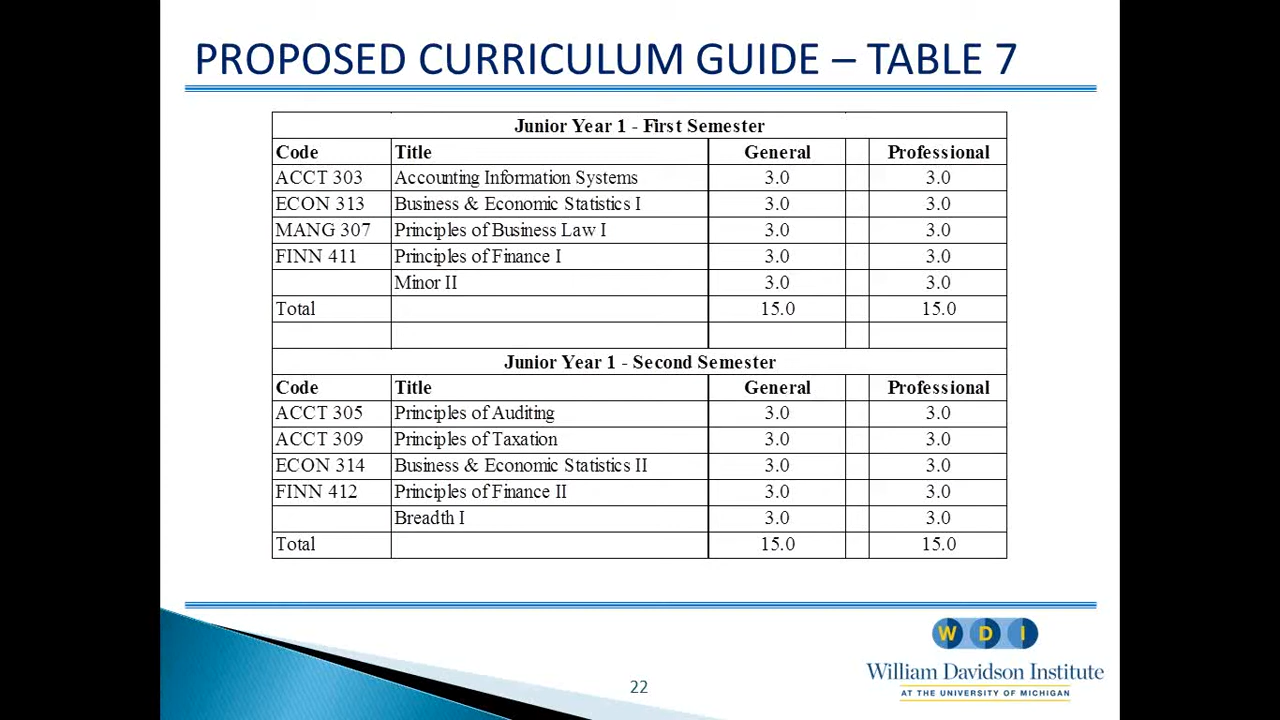 PROPOSED CURRICULUM GUIDE – TABLE 7
Junior Year 1 - First Semester
Code Title General Professional
ACCT 303 Accounting Information Systems 3.0 3.0
ECON 313 Business & Economic Statistics I 3.0 3.0
MANG 307 Principles of Business Law I 3.0 3.0
FINN 411 Principles of Finance I 3.0 3.0
Minor II 3.0 3.0
Total 15.0 15.0
Junior Year 1 - Second Semester
Code Title General Professional
ACCT 305 Principles of Auditing 3.0 3.0
ACCT 309 Principles of Taxation 3.0 3.0
ECON 314 Business & Economic Statistics II 3.0 3.0
FINN 412 Principles of Finance II 3.0 3.0
Breadth I 3.0 3.0
Total 15.0 15.0
W D I
William Davidson Institute
AT THE UNIVERSITY OF MICHIGAN
22